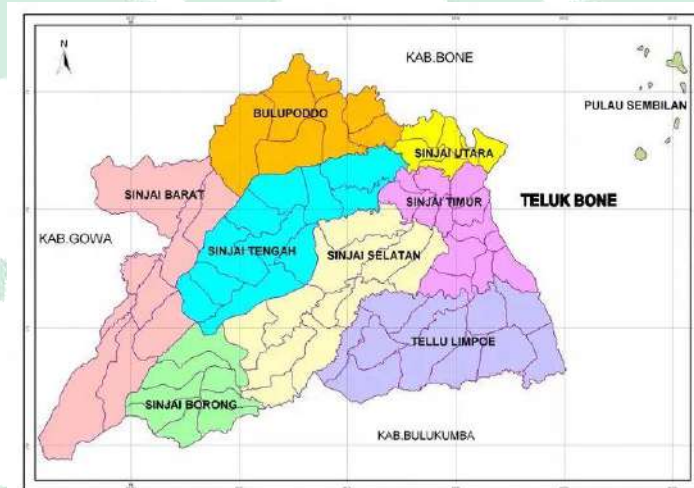 N
KAB.BONE
PULAU SEMBILAN
BULUPODDO
SINJAI UTARA
SINJAI BARAT
SINJAI TIMUR
TELUK BONE
KAB.GOWA
SINJAI TENGAH
SINJAI SELATAN
TELLU LIMPOE
SINJAI BORONG
KAB.BULUKUMBA